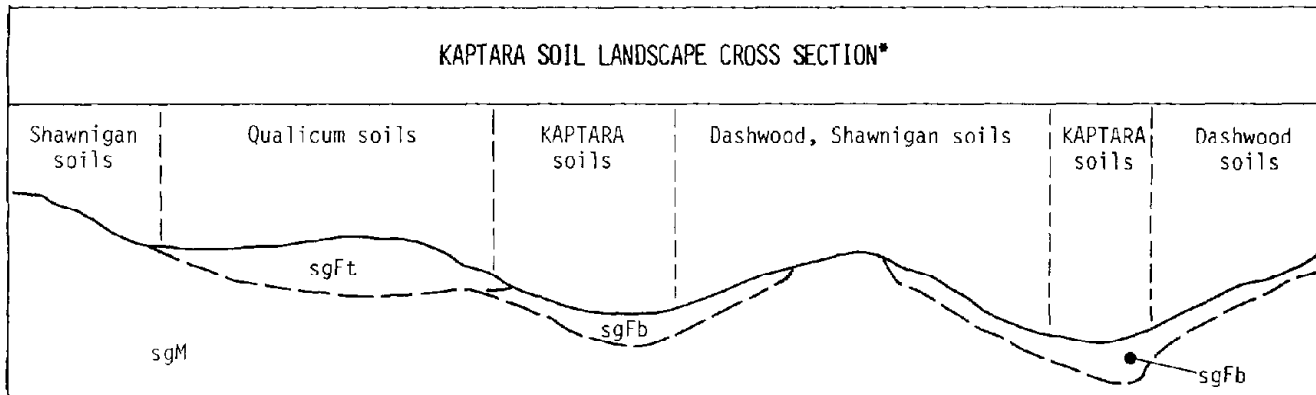 KAPTARA SOIL LANDSCAPE CROSS SECTION*
Shawnigan
soils
Qualicum soils
KAPTARA
soils
Dashwood, Shawnigan soils
KAPTARA
soils
Dashwood
soils
sgFt
sgFb
sgM
sgFb